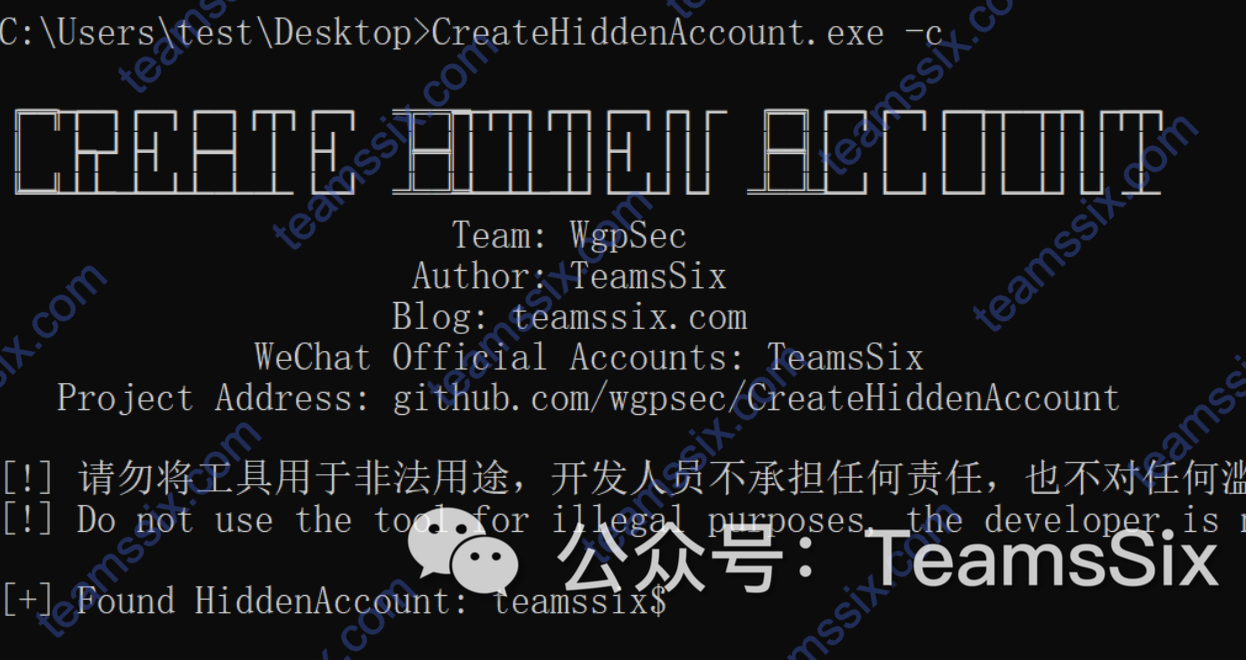 C:\Users\test\Desktop>CreateHiddenAccount.exe -c
CREATE HIDDEN ACCOUNT
Team: WgpSec
Author: TeamsSix
Blog: teamssix.com
WeChat Official Accounts: TeamsSix
Project Address: github.com/wgpsec/CreateHiddenAccount
[!] 请勿将工具用于非法用途，开发人员不承担任何责任，也不对任何滥
[!] Do not use the tool for illegal purposes, the developer is
公众号：TeamsSix
[+] Found HiddenAccount: teamssix$
teamssix.com